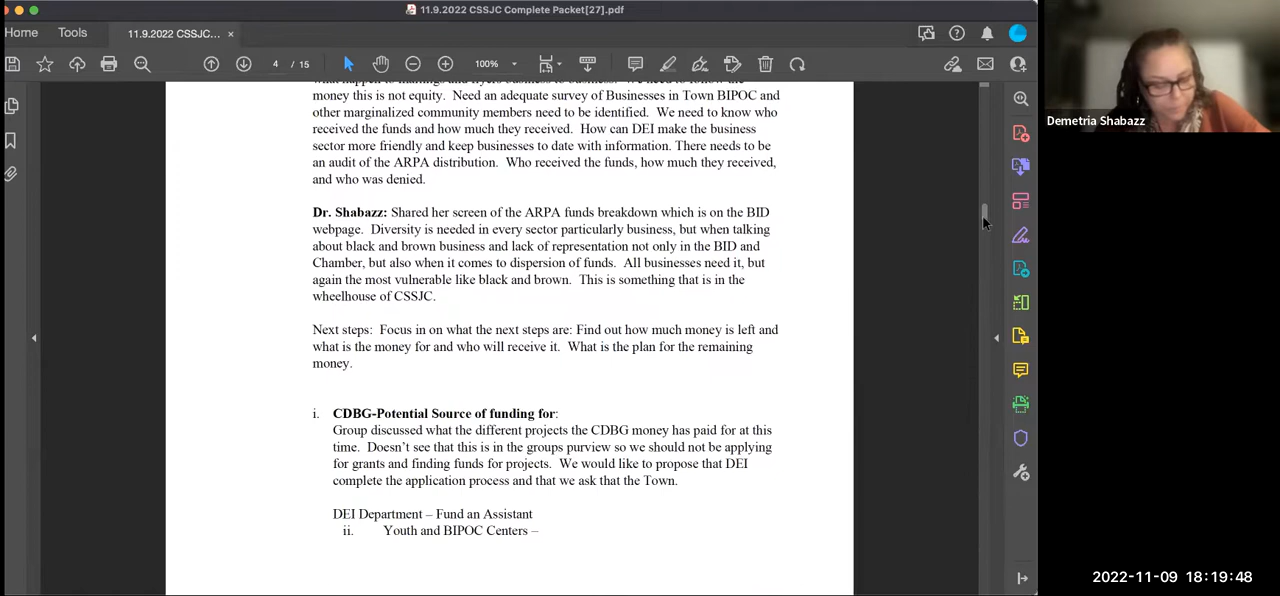 11.9.2022 CSSJC Complete Packet[27].pdf
Home Tools 11.9.2022 CSSJC... ×
4 / 15 100%
money this is not equity. Need an adequate survey of Businesses in Town BIPOC and
other marginalized community members need to be identified. We need to know who
received the funds and how much they received. How can DEI make the business
sector more friendly and keep businesses to date with information. There needs to be
an audit of the ARPA distribution. Who received the funds, how much they received,
and who was denied.
Dr. Shabazz: Shared her screen of the ARPA funds breakdown which is on the BID
webpage. Diversity is needed in every sector particularly business, but when talking
about black and brown business and lack of representation not only in the BID and
Chamber, but also when it comes to dispersion of funds. All businesses need it, but
again the most vulnerable like black and brown. This is something that is in the
wheelhouse of CSSJC.
Next steps: Focus in on what the next steps are: Find out how much money is left and
what is the money for and who will receive it. What is the plan for the remaining
money.
i. CDBG-Potential Source of funding for:
Group discussed what the different projects the CDBG money has paid for at this
time. Doesn't see that this is in the groups purview so we should not be applying
for grants and finding funds for projects. We would like to propose that DEI
complete the application process and that we ask that the Town.
DEI Department – Fund an Assistant
ii. Youth and BIPOC Centers –
Demetria Shabazz
2022-11-09 18:19:48